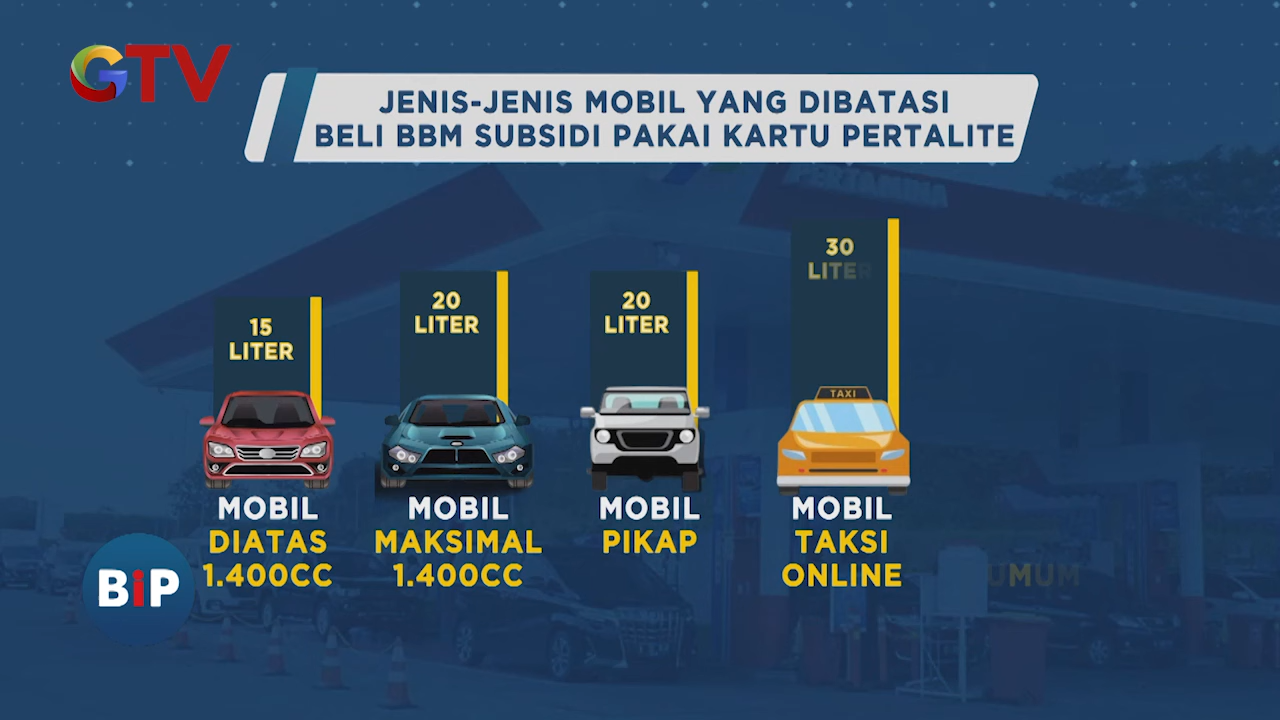 GTV
JENIS-JENIS MOBIL YANG DIBATASI
BELI BBM SUBSIDI PAKAI KARTU PERTALITE
PERTAMINA
15
LITER
20
LITER
20
LITER
30
LITER
TAXI
MOBIL
DIATAS
1.400CC
MOBIL
MAKSIMAL
1.400CC
MOBIL
PIKAP
MOBIL
TAKSI
ONLINE
UMUM
BiP